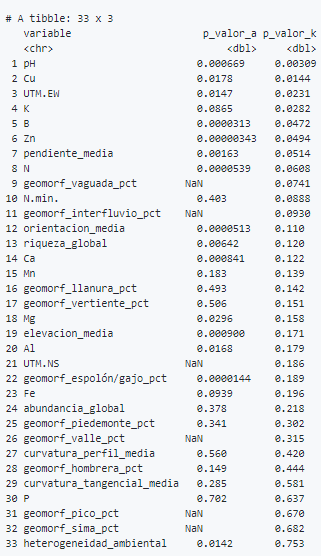 # A tibble: 33 x 3
variable p_valor_a p_valor_k
<chr> <dbl> <dbl>
1 pH 0.000669 0.00309
2 Cu 0.0178 0.0144
3 UTM.EW 0.0147 0.0231
4 K 0.0865 0.0282
5 B 0.0000313 0.0472
6 Zn 0.00000343 0.0494
7 pendiente_media 0.00163 0.0514
8 N 0.0000539 0.0608
9 geomorf_vaguada_pct NaN 0.0741
10 N.min. 0.403 0.0888
11 geomorf_interfluvio_pct NaN 0.0930
12 orientacion_media 0.0000513 0.110
13 riqueza_global 0.00642 0.120
14 Ca 0.000841 0.122
15 Mn 0.183 0.139
16 geomorf_llanura_pct 0.493 0.142
17 geomorf_vertiente_pct 0.506 0.151
18 Mg 0.0296 0.158
19 elevacion_media 0.000900 0.171
20 Al 0.0168 0.179
21 UTM.NS NaN 0.186
22 geomorf_espolón/gajo_pct 0.0000144 0.189
23 Fe 0.0939 0.196
24 abundancia_global 0.378 0.218
25 geomorf_piedemonte_pct 0.341 0.302
26 geomorf_valle_pct NaN 0.315
27 curvatura_perfil_media 0.560 0.420
28 geomorf_hombrera_pct 0.149 0.444
29 curvatura_tangencial_media 0.285 0.581
30 P 0.702 0.637
31 geomorf_pico_pct NaN 0.670
32 geomorf_sima_pct NaN 0.682
33 heterogeneidad_ambiental 0.0142 0.753